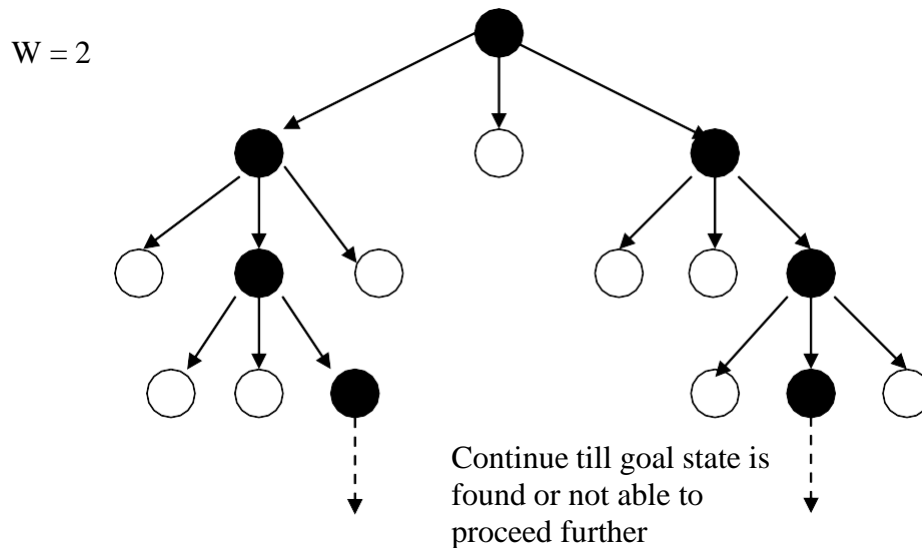 W = 2
Continue till goal state is
found or not able to
proceed further